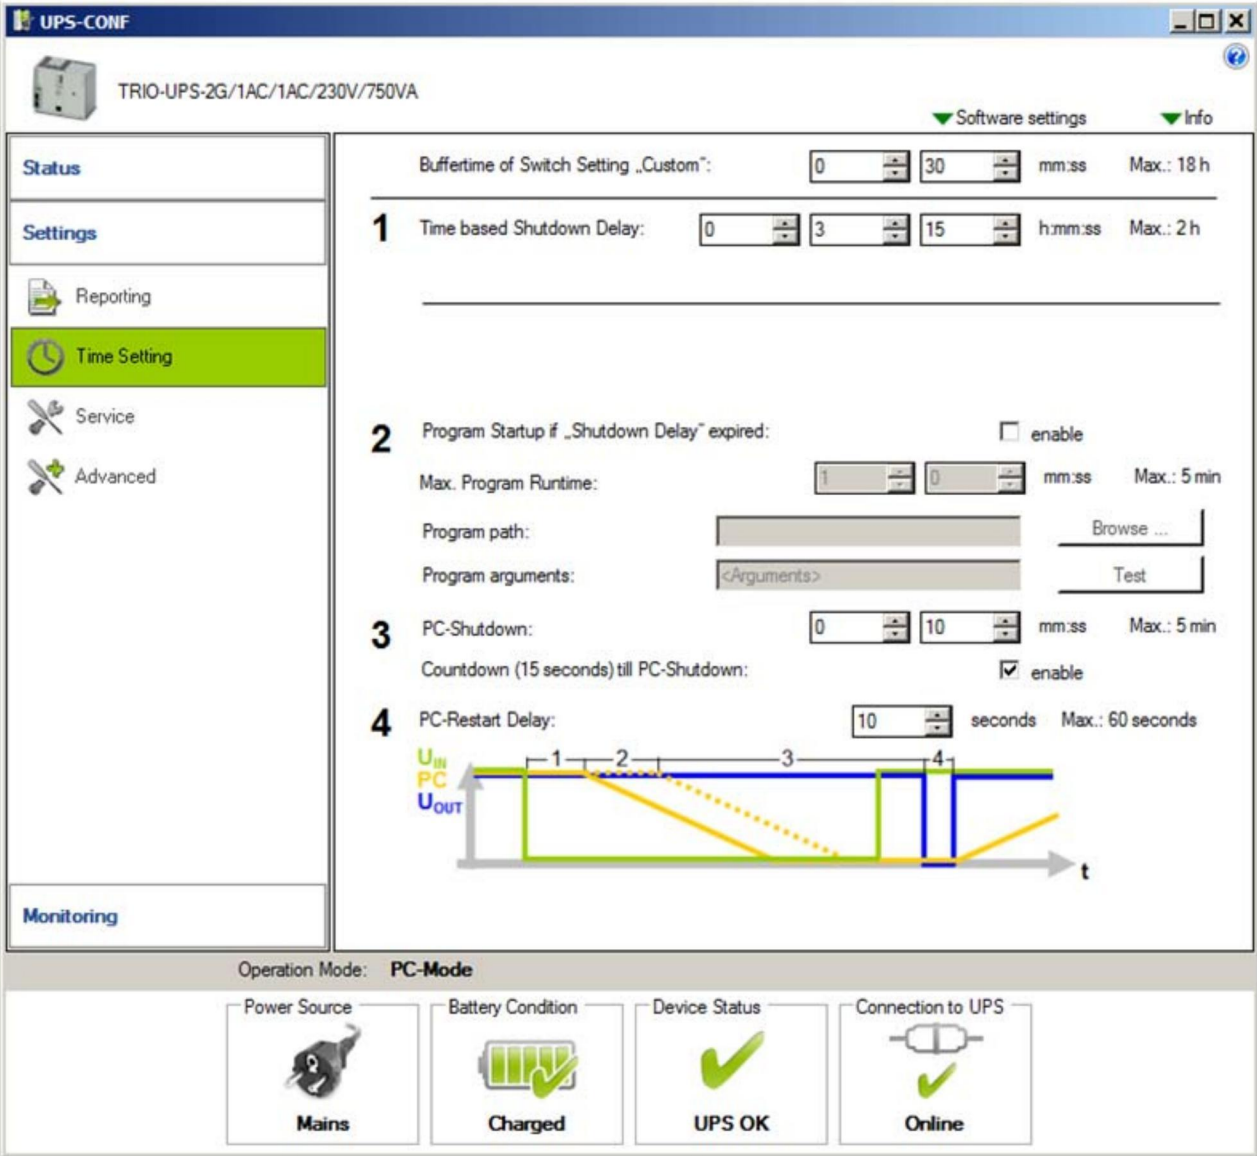 UPS-CONF
TRIO-UPS-2G/1AC/1AC/230V/750VA
Software settings Info
Status
Settings
Reporting
Time Setting
Service
Advanced
Monitoring
Buffertime of Switch Setting „Custom“: 0 30 mm:ss Max.: 18 h
1 Time based Shutdown Delay: 0 3 15 h:mm:ss Max.: 2 h
2 Program Startup if „Shutdown Delay“ expired: enable
Max. Program Runtime: 1 0 mm:ss Max.: 5 min
Program path: Browse ...
Program arguments: <Arguments> Test
3 PC-Shutdown: 0 10 mm:ss Max.: 5 min
Countdown (15 seconds) till PC-Shutdown: enable
4 PC-Restart Delay: 10 seconds Max.: 60 seconds
UIN 1 2 3 4
PC
UOUT
t
Operation Mode: PC-Mode
Power Source Battery Condition Device Status Connection to UPS
Mains Charged UPS OK Online